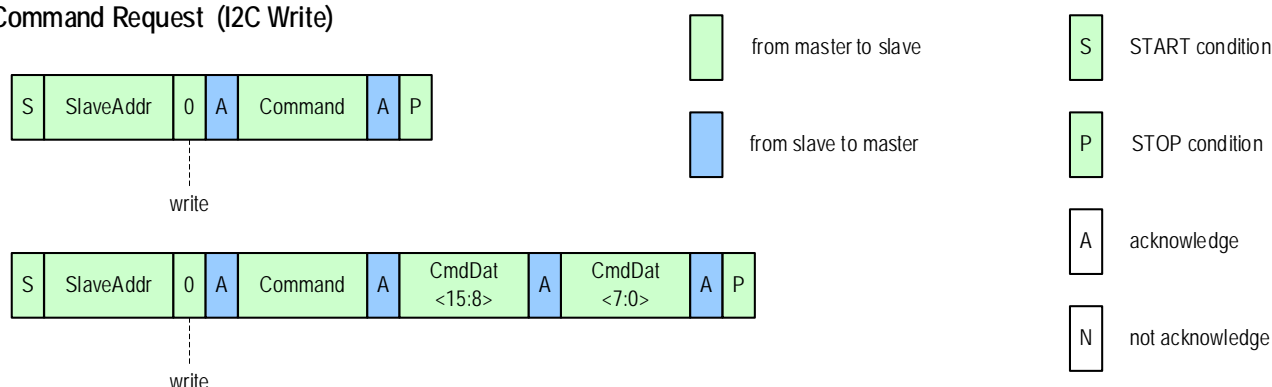 Command Request (I2C Write)
from master to slave
S START condition
S SlaveAddr 0 A Command A P
from slave to master
P STOP condition
write
A acknowledge
S SlaveAddr 0 A Command A CmdDat <15:8> A CmdDat <7:0> A P
N not acknowledge
write